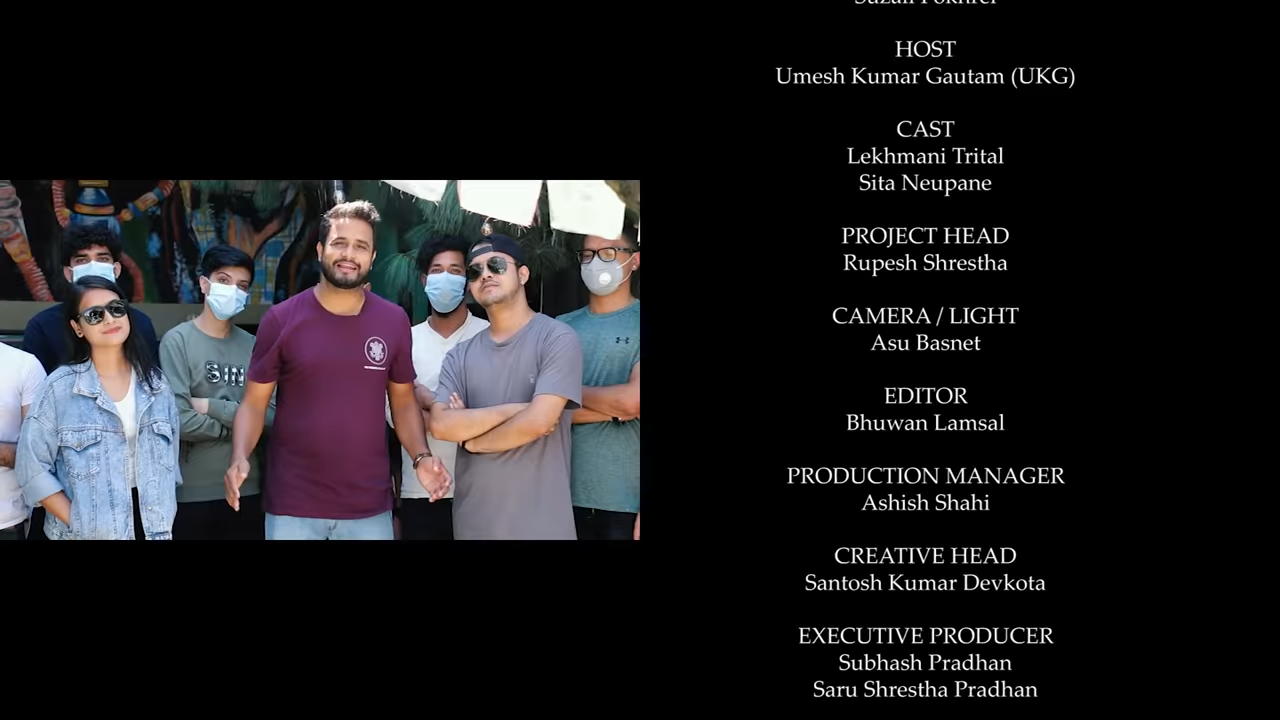 HOST
Umesh Kumar Gautam (UKG)
CAST
Lekhmani Trital
Sita Neupane
PROJECT HEAD
Rupesh Shrestha
CAMERA / LIGHT
Asu Basnet
EDITOR
Bhuwan Lamsal
PRODUCTION MANAGER
Ashish Shahi
CREATIVE HEAD
Santosh Kumar Devkota
EXECUTIVE PRODUCER
Subhash Pradhan
Saru Shrestha Pradhan
SIN